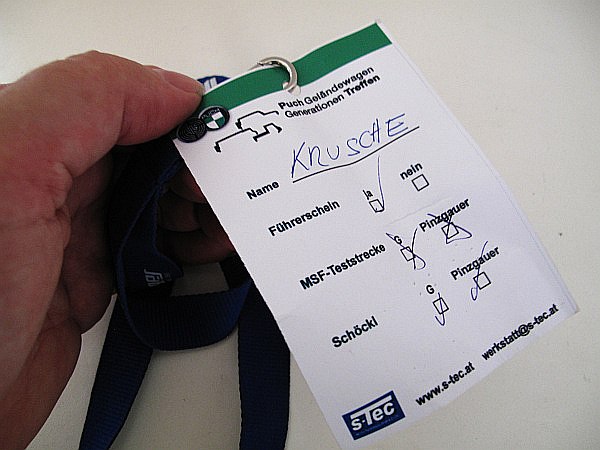 Puch Geländewagen
Generationen Treffen
Name KNUSCHE
Führerschein ja nein
MSF-Teststrecke G Pinzgauer
Schöckl G Pinzgauer
s-Tec www.s-tec.at werkstatt@s-tec.at